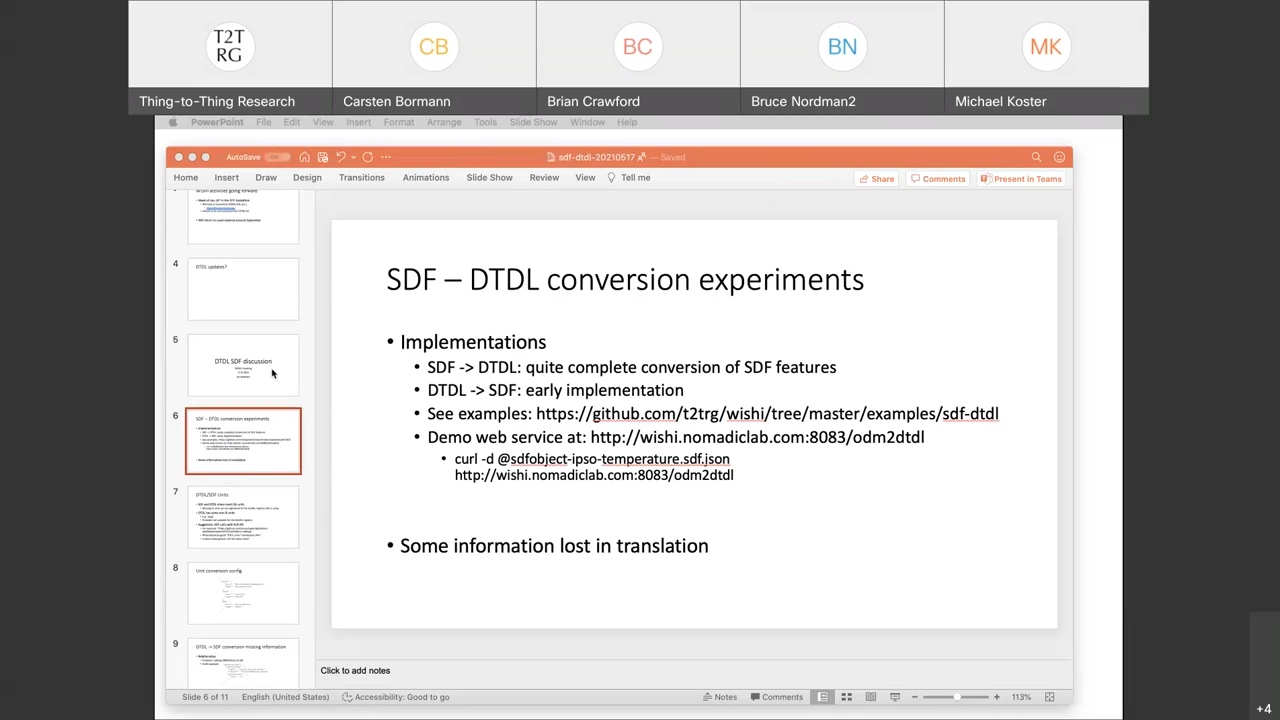 T2T
RG
CB
BC
BN
MK
Thing-to-Thing Research
Carsten Bormann
Brian Crawford
Bruce Nordman2
Michael Koster
PowerPoint File Edit View Insert Format Arrange Tools Slide Show Window Help
AutoSave
sdf-dtdl-20210517 — Saved
Home Insert Draw Design Transitions Animations Slide Show Review View Tell me
Share Comments Present in Teams
4
DTDL updates?
5
DTDL SDF discussion
6
SDF – DTDL conversion experiments
7
DTDL/SDF Units
8
Unit conversion config
9
DTDL -> SDF conversion missing information
SDF – DTDL conversion experiments
• Implementations
• SDF -> DTDL: quite complete conversion of SDF features
• DTDL -> SDF: early implementation
• See examples: https://github.com/t2trg/wishi/tree/master/examples/sdf-dtdl
• Demo web service at: http://wishi.nomadiclab.com:8083/odm2dtdl
• curl -d @sdfobject-ipso-temperature.sdf.json
http://wishi.nomadiclab.com:8083/odm2dtdl
• Some information lost in translation
Click to add notes
Slide 6 of 11 English (United States) Accessibility: Good to go Notes Comments 113%
+4